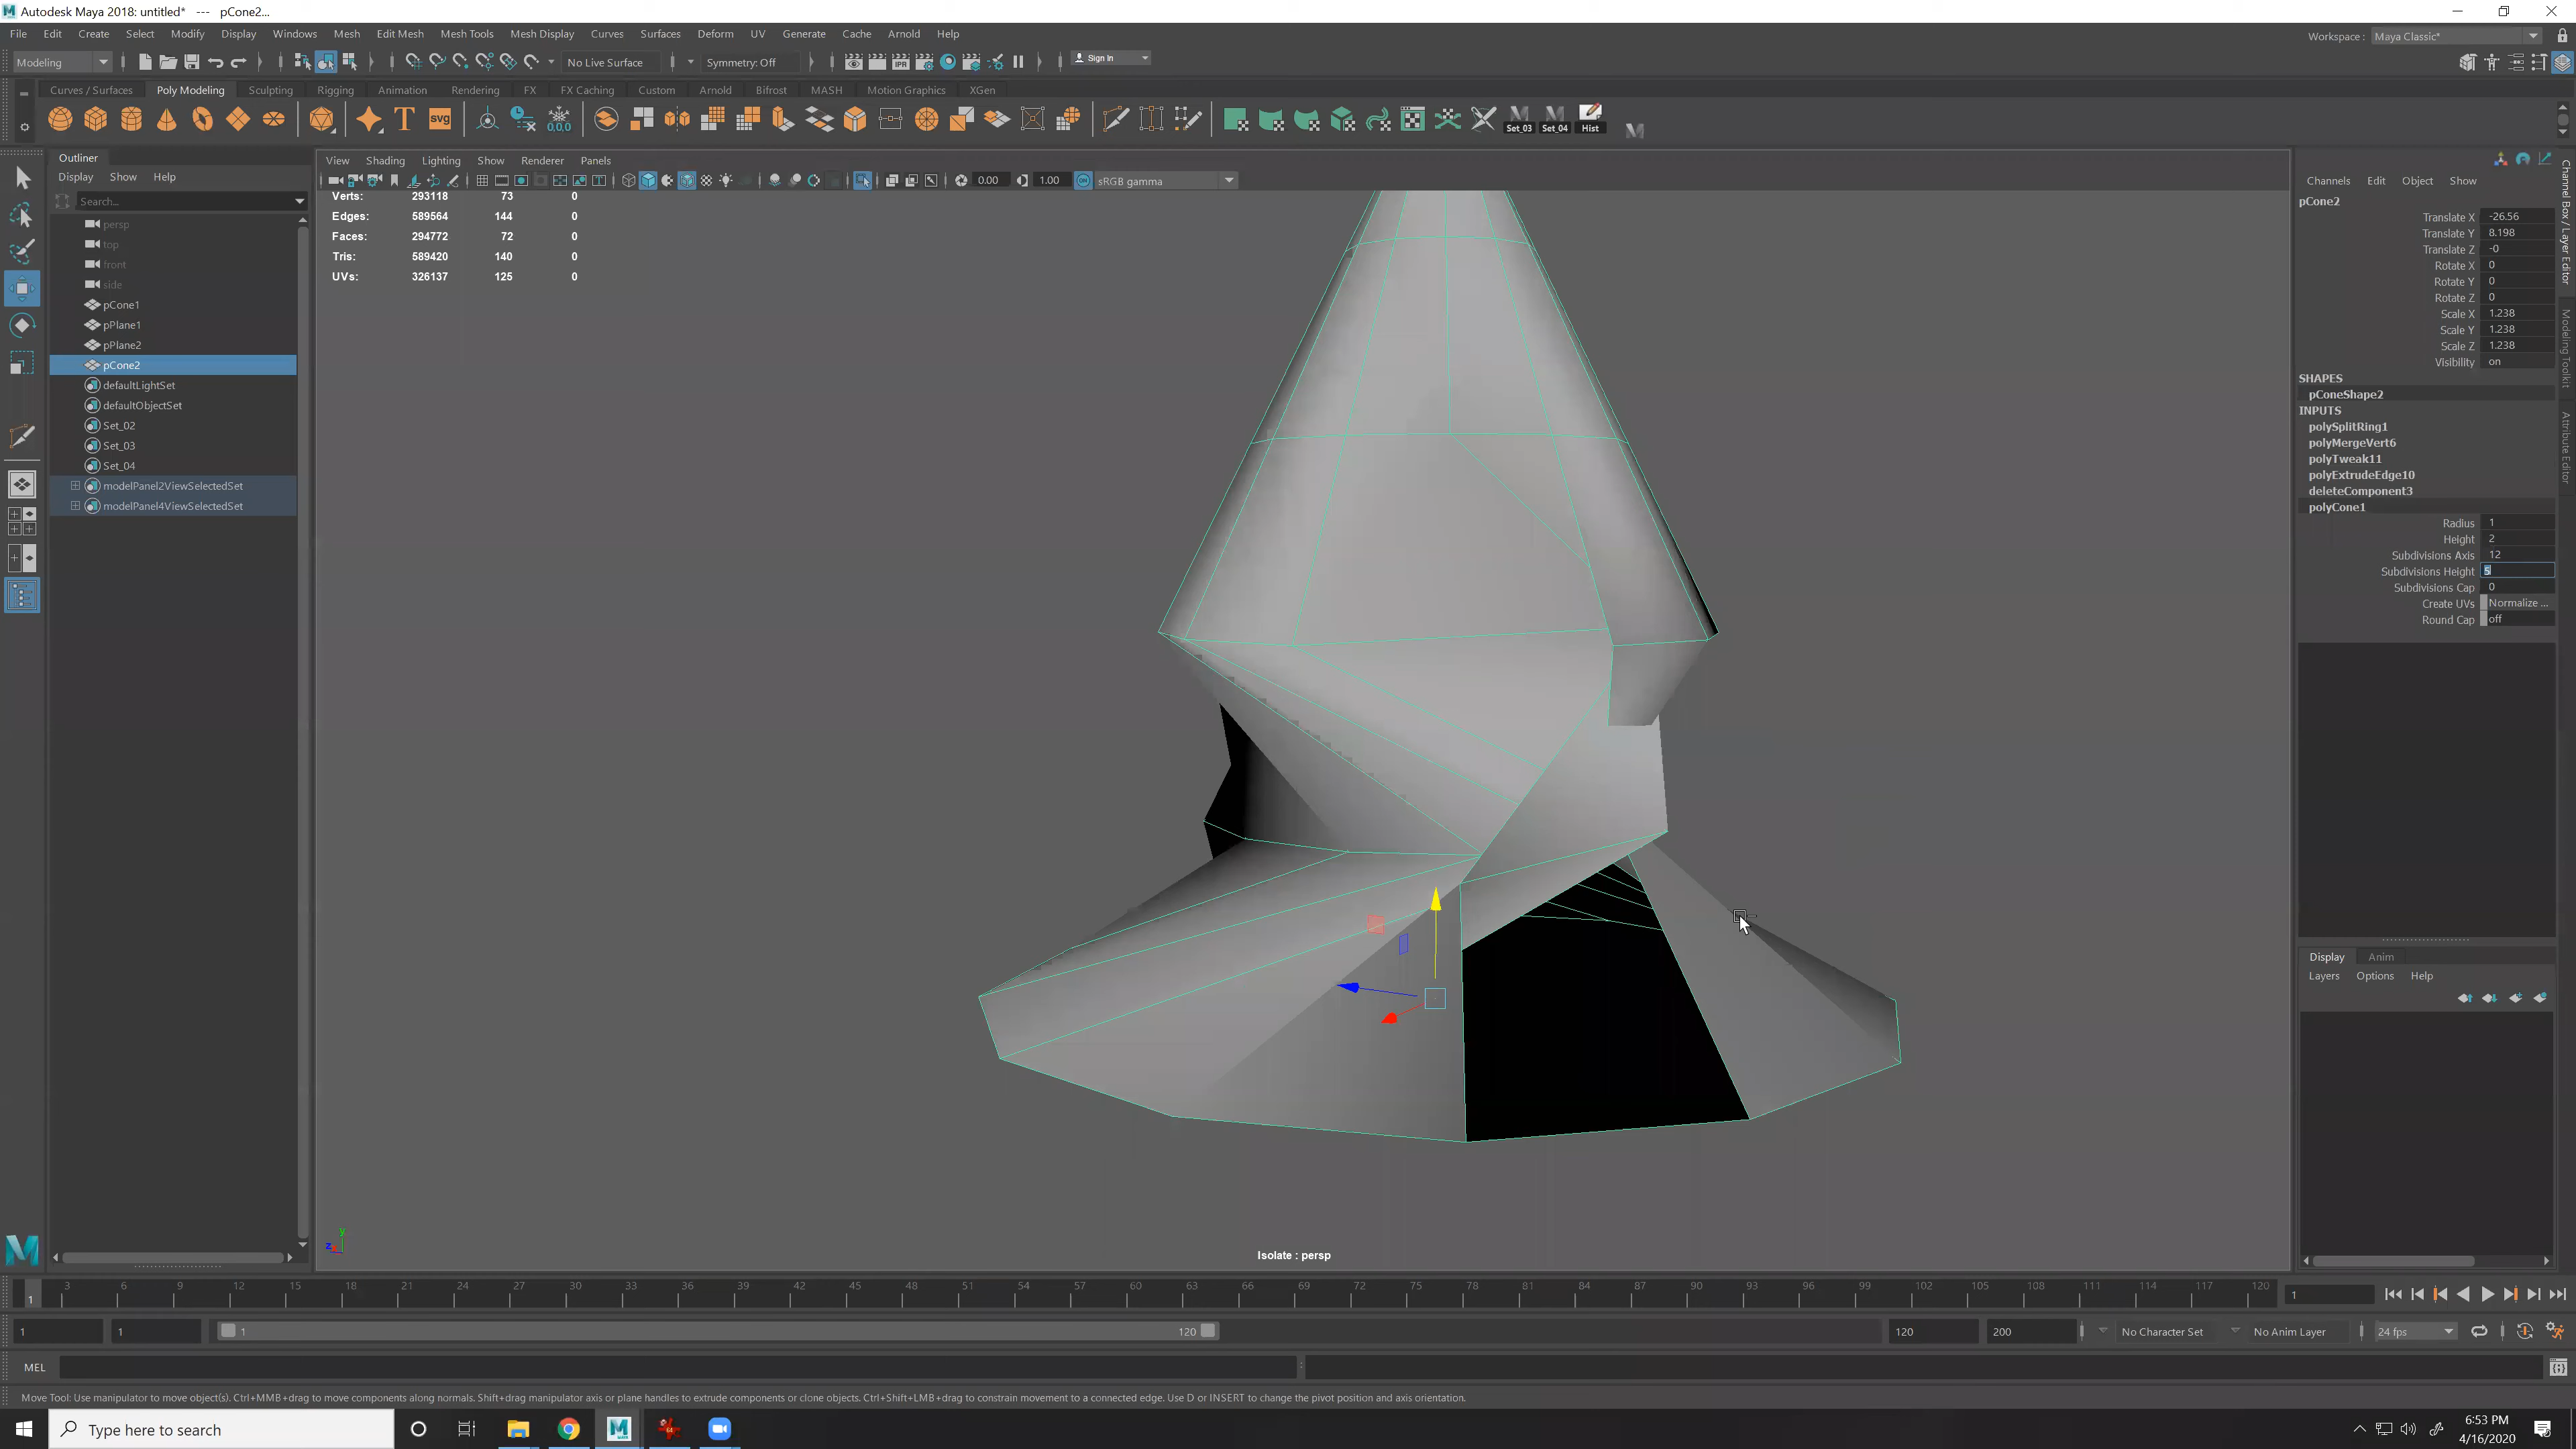 Autodesk Maya 2018: untitled* --- pCone2...
File Edit Create Select Modify Display Windows Mesh Edit Mesh Mesh Tools Mesh Display Curves Surfaces Deform UV Generate Cache Arnold Help
Workspace : Maya Classic*
Modeling No Live Surface Symmetry: Off IPR Sign In
Curves / Surfaces Poly Modeling Sculpting Rigging Animation Rendering FX FX Caching Custom Arnold Bifrost MASH Motion Graphics XGen
T SVG 0,0,0 Set_03 Set_04 Hist
Outliner
Display Show Help
Search...
persp
top
front
side
pCone1
pPlane1
pPlane2
pCone2
defaultLightSet
defaultObjectSet
Set_02
Set_03
Set_04
modelPanel2ViewSelectedSet
modelPanel4ViewSelectedSet
View Shading Lighting Show Renderer Panels
0.00 1.00 sRGB gamma
Verts: 293118 73 0
Edges: 589564 144 0
Faces: 294772 72 0
Tris: 589420 140 0
UVs: 326137 125 0
y
z
Isolate : persp
Channels Edit Object Show
pCone2
Translate X -26.56
Translate Y 8.198
Translate Z -0
Rotate X 0
Rotate Y 0
Rotate Z 0
Scale X 1.238
Scale Y 1.238
Scale Z 1.238
Visibility on
SHAPES
pConeShape2
INPUTS
polySplitRing1
polyMergeVert6
polyTweak11
polyExtrudeEdge10
deleteComponent3
polyCone1
Radius 1
Height 2
Subdivisions Axis 12
Subdivisions Height 5
Subdivisions Cap 0
Create UVs Normalize ...
Round Cap off
Channel Box / Layer Editor
Modeling Toolkit
Attribute Editor
Display Anim
Layers Options Help
1 3 6 9 12 15 18 21 24 27 30 33 36 39 42 45 48 51 54 57 60 63 66 69 72 75 78 81 84 87 90 93 96 99 102 105 108 111 114 117 120 1
1 1 1 120 120 200 No Character Set No Anim Layer 24 fps
MEL
Move Tool: Use manipulator to move object(s). Ctrl+MMB+drag to move components along normals. Shift+drag manipulator axis or plane handles to extrude components or clone objects. Ctrl+Shift+LMB+drag to constrain movement to a connected edge. Use D or INSERT to change the pivot position and axis orientation.
Type here to search
6:53 PM
4/16/2020